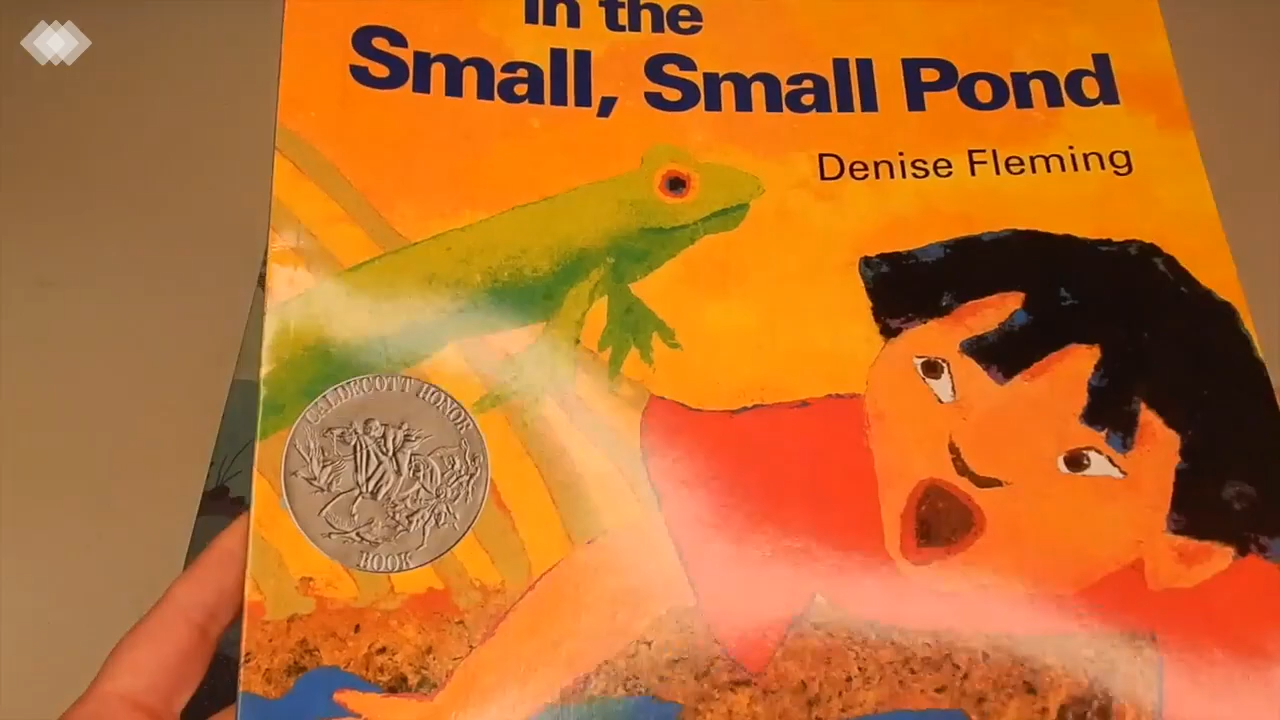 in the
Small, Small Pond
Denise Fleming
CALDECOTT HONOR
BOOK